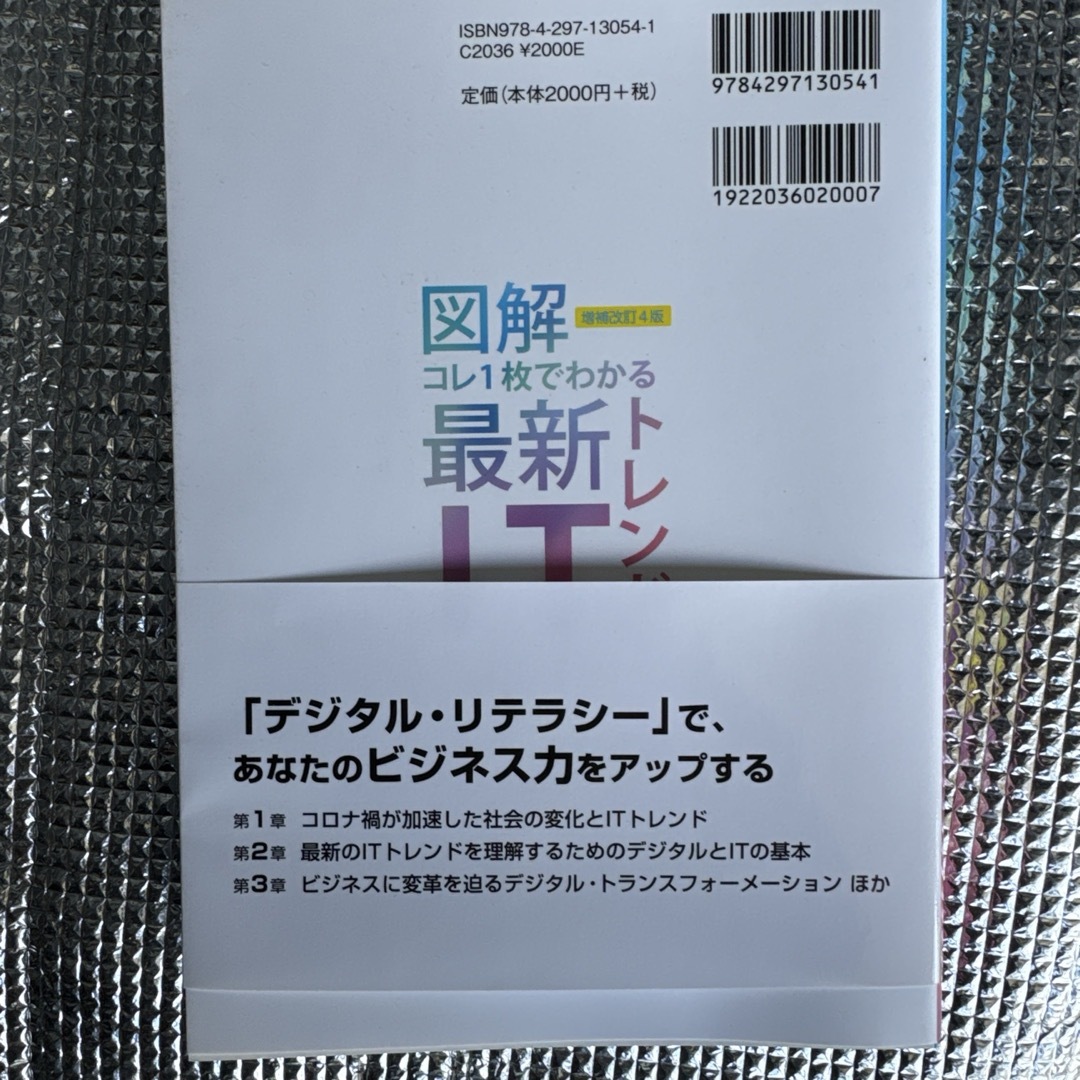 ISBN978-4-297-13054-1
C2036 ¥2000E
定価(本体2000円+税)
9784297130541
1922036020007
図解
増補改訂4版
コレ1枚でわかる
最新
IT
トレンド
「デジタル・リテラシー」で、
あなたのビジネス力をアップする
第1章 コロナ禍が加速した社会の変化とITトレンド
第2章 最新のITトレンドを理解するためのデジタルとITの基本
第3章 ビジネスに変革を迫るデジタル・トランスフォーメーション ほか